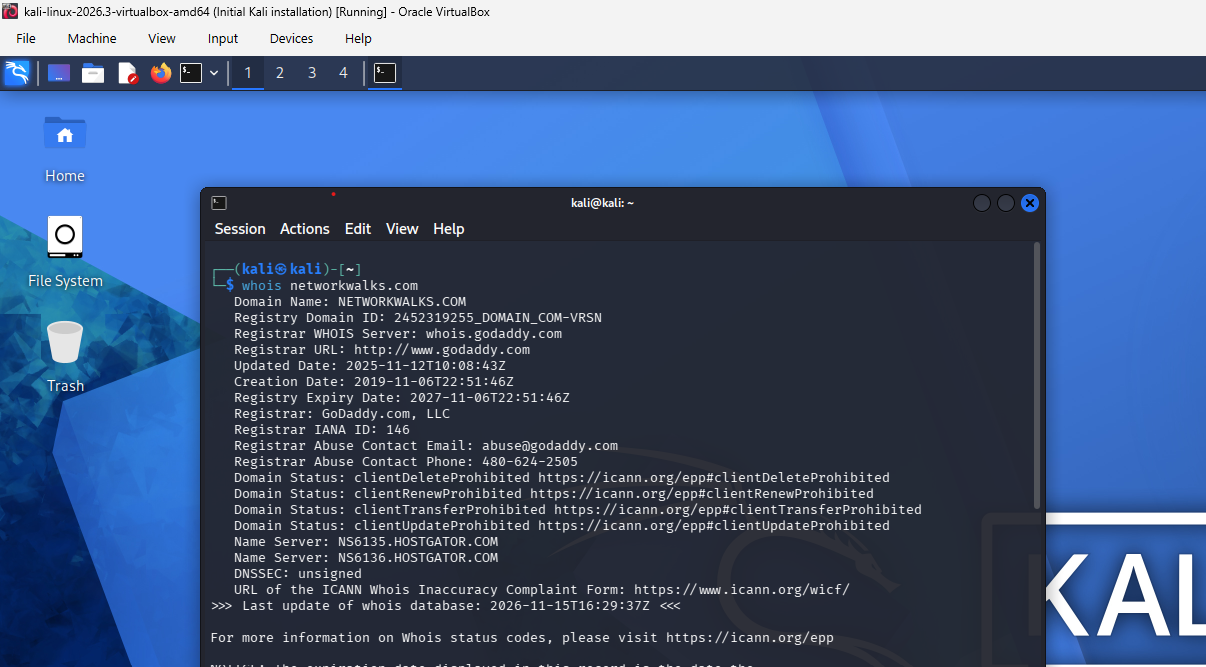 kali-linux-2026.3-virtualbox-amd64 (Initial Kali installation) [Running] - Oracle VirtualBox
File Machine View Input Devices Help
1 2 3 4
Home
File System
Trash
kali@kali: ~
Session Actions Edit View Help
┌──(kali㉿kali)-[~]
└─$ whois networkwalks.com
Domain Name: NETWORKWALKS.COM
Registry Domain ID: 2452319255_DOMAIN_COM-VRSN
Registrar WHOIS Server: whois.godaddy.com
Registrar URL: http://www.godaddy.com
Updated Date: 2025-11-12T10:08:43Z
Creation Date: 2019-11-06T22:51:46Z
Registry Expiry Date: 2027-11-06T22:51:46Z
Registrar: GoDaddy.com, LLC
Registrar IANA ID: 146
Registrar Abuse Contact Email: abuse@godaddy.com
Registrar Abuse Contact Phone: 480-624-2505
Domain Status: clientDeleteProhibited https://icann.org/epp#clientDeleteProhibited
Domain Status: clientRenewProhibited https://icann.org/epp#clientRenewProhibited
Domain Status: clientTransferProhibited https://icann.org/epp#clientTransferProhibited
Domain Status: clientUpdateProhibited https://icann.org/epp#clientUpdateProhibited
Name Server: NS6135.HOSTGATOR.COM
Name Server: NS6136.HOSTGATOR.COM
DNSSEC: unsigned
URL of the ICANN Whois Inaccuracy Complaint Form: https://www.icann.org/wicf/
>>> Last update of whois database: 2026-11-15T16:29:37Z <<<
For more information on Whois status codes, please visit https://icann.org/epp
KAL